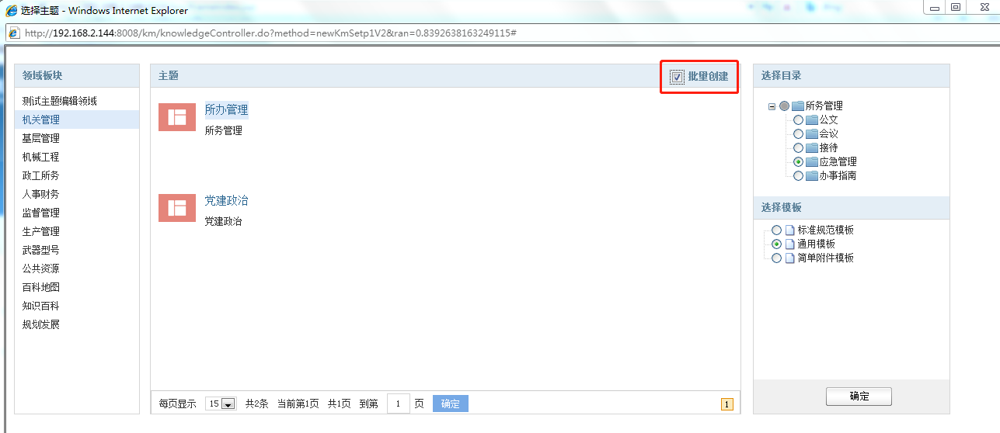 选择主题 - Windows Internet Explorer
http://192.168.2.144:8008/km/knowledgeController.do?method=newKmSetp1V2&ran=0.8392638163249115#
领域板块
测试主题编辑领域
机关管理
基层管理
机械工程
政工所务
人事财务
监督管理
生产管理
武器型号
公共资源
百科地图
知识百科
规划发展
主题
批量创建
所办管理
所务管理
党建政治
党建政治
每页显示 15 共2条 当前第1页 共1页 到第 1 页 确定
1
选择目录
所务管理
公文
会议
接待
应急管理
办事指南
选择模板
标准规范模板
通用模板
简单附件模板
确定